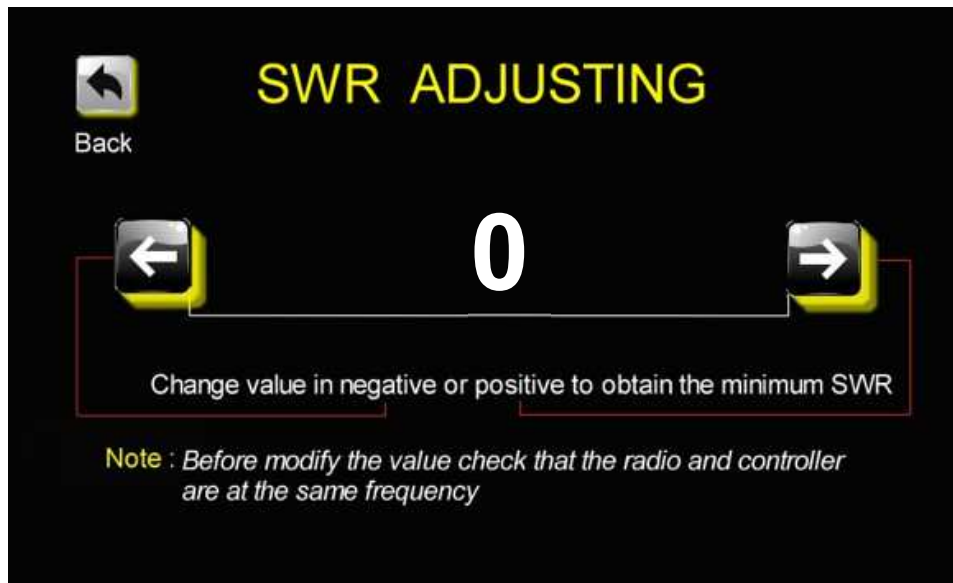 SWR ADJUSTING
Back
0
Change value in negative or positive to obtain the minimum SWR
Note : Before modify the value check that the radio and controller
are at the same frequency